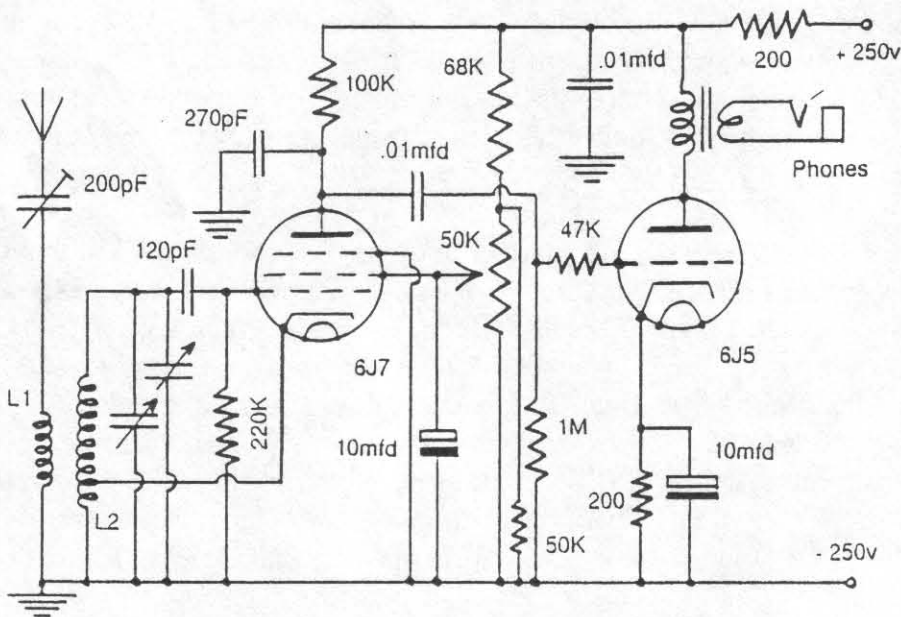 200
+ 250v
100K
68K
.01mfd
270pF
.01mfd
Phones
200pF
50K
47K
120pF
6J7
6J5
L1
220K
10mfd
1M
10mfd
200
L2
50K
- 250v